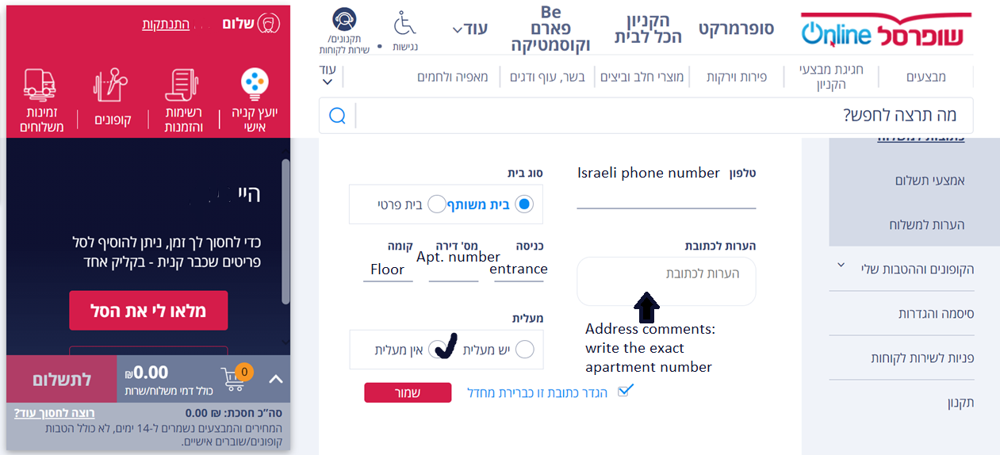 שופרסל Online
סופרמרקט
הקניון
הכל לבית
Be
פארם
וקוסמטיקה
עוד
נגישות
תקנונים/
שירות לקוחות
מבצעים
חגיגת מבצעי
הקניון
פירות וירקות
מוצרי חלב וביצים
בשר, עוף ודגים
מאפיה ולחמים
עוד
מה תרצה לחפש?
שלום
התנתקות
יועץ קניה
אישי
רשימות
והזמנות
קופונים
זמינות
משלוחים
היי
כדי לחסוך לך זמן, ניתן להוסיף לסל
פריטים שכבר קנית - בקליק אחד
מלאו לי את הסל
0
₪0.00
כולל דמי משלוח/שרות
לתשלום
סה״כ חסכת: ₪ 0.00
רוצה לחסוך עוד?
המחירים והמבצעים נשמרים ל-14 ימים, לא כולל הטבות
קופונים/שוברים אישיים.
כתובות למשלוח
אמצעי תשלום
הערות למשלוח
הקופונים וההטבות שלי
סיסמה והגדרות
פניות לשירות לקוחות
תקנון
טלפון
Israeli phone number
סוג בית
בית משותף
בית פרטי
הערות לכתובת
הערות לכתובת
כניסה
entrance
מס' דירה
Apt. number
קומה
Floor
Address comments:
write the exact
apartment number
מעלית
יש מעלית
אין מעלית
הגדר כתובת זו כברירת מחדל
שמור